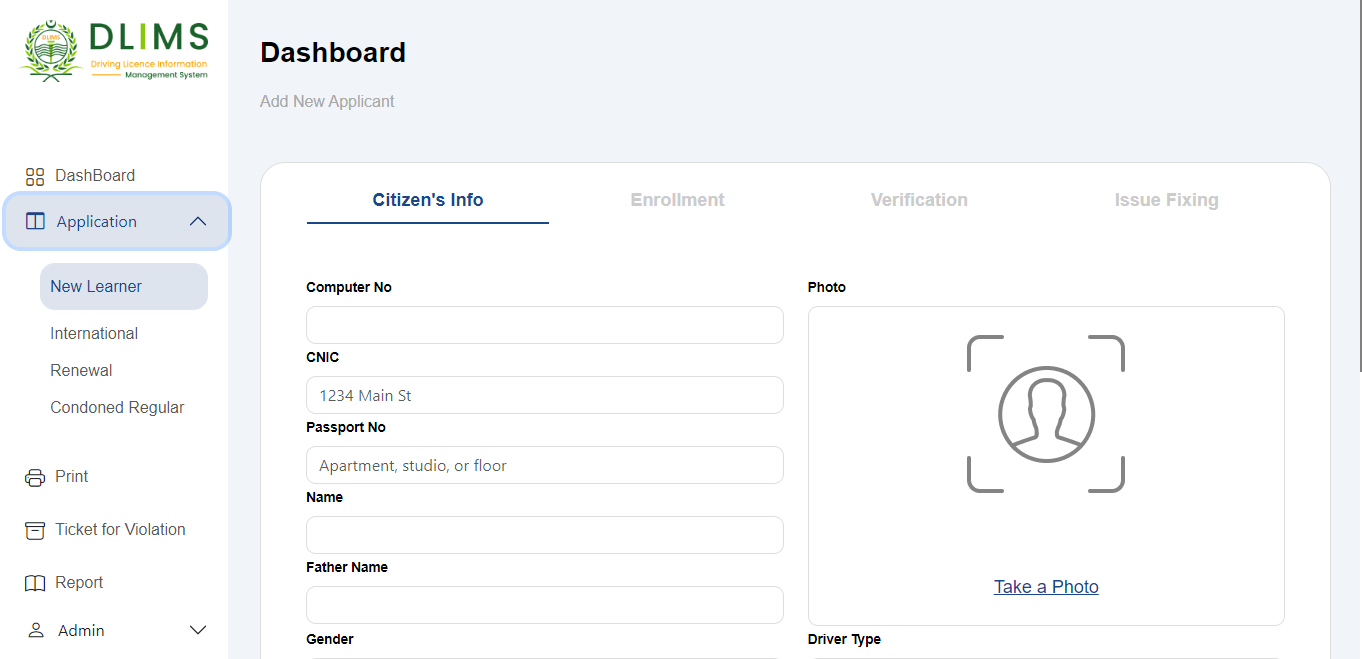 DLIMS
DLIMS
Driving Licence Information
Management System
DashBoard
Application
New Learner
International
Renewal
Condoned Regular
Print
Ticket for Violation
Report
Admin
Dashboard
Add New Applicant
Citizen's Info
Enrollment
Verification
Issue Fixing
Computer No
CNIC
1234 Main St
Passport No
Apartment, studio, or floor
Name
Father Name
Gender
Photo
Take a Photo
Driver Type